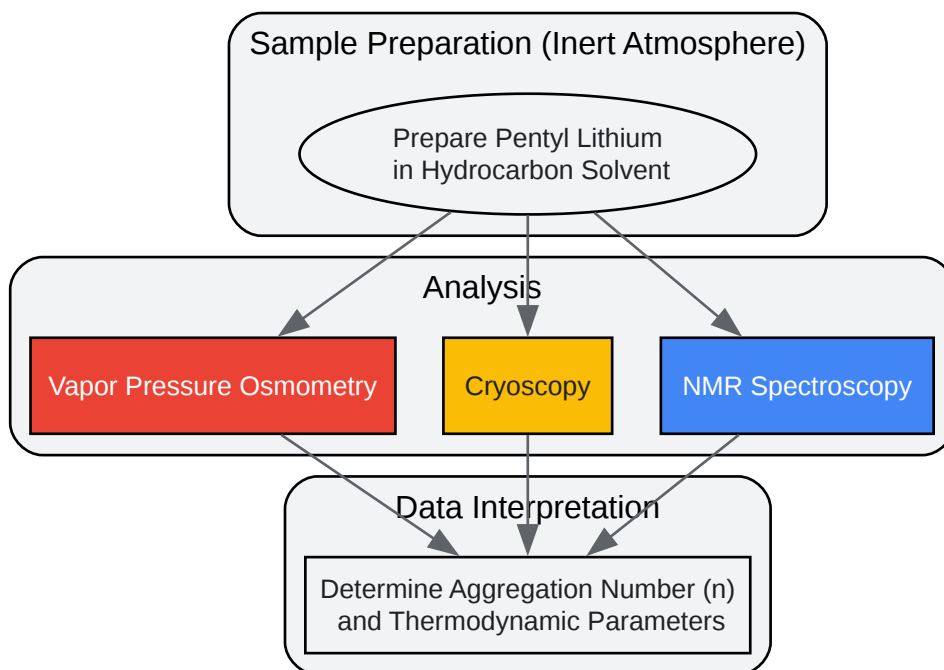 Sample Preparation (Inert Atmosphere)
Prepare Pentyl Lithium
in Hydrocarbon Solvent
Analysis
Vapor Pressure Osmometry
Cryoscopy
NMR Spectroscopy
Data Interpretation
Determine Aggregation Number (n)
and Thermodynamic Parameters